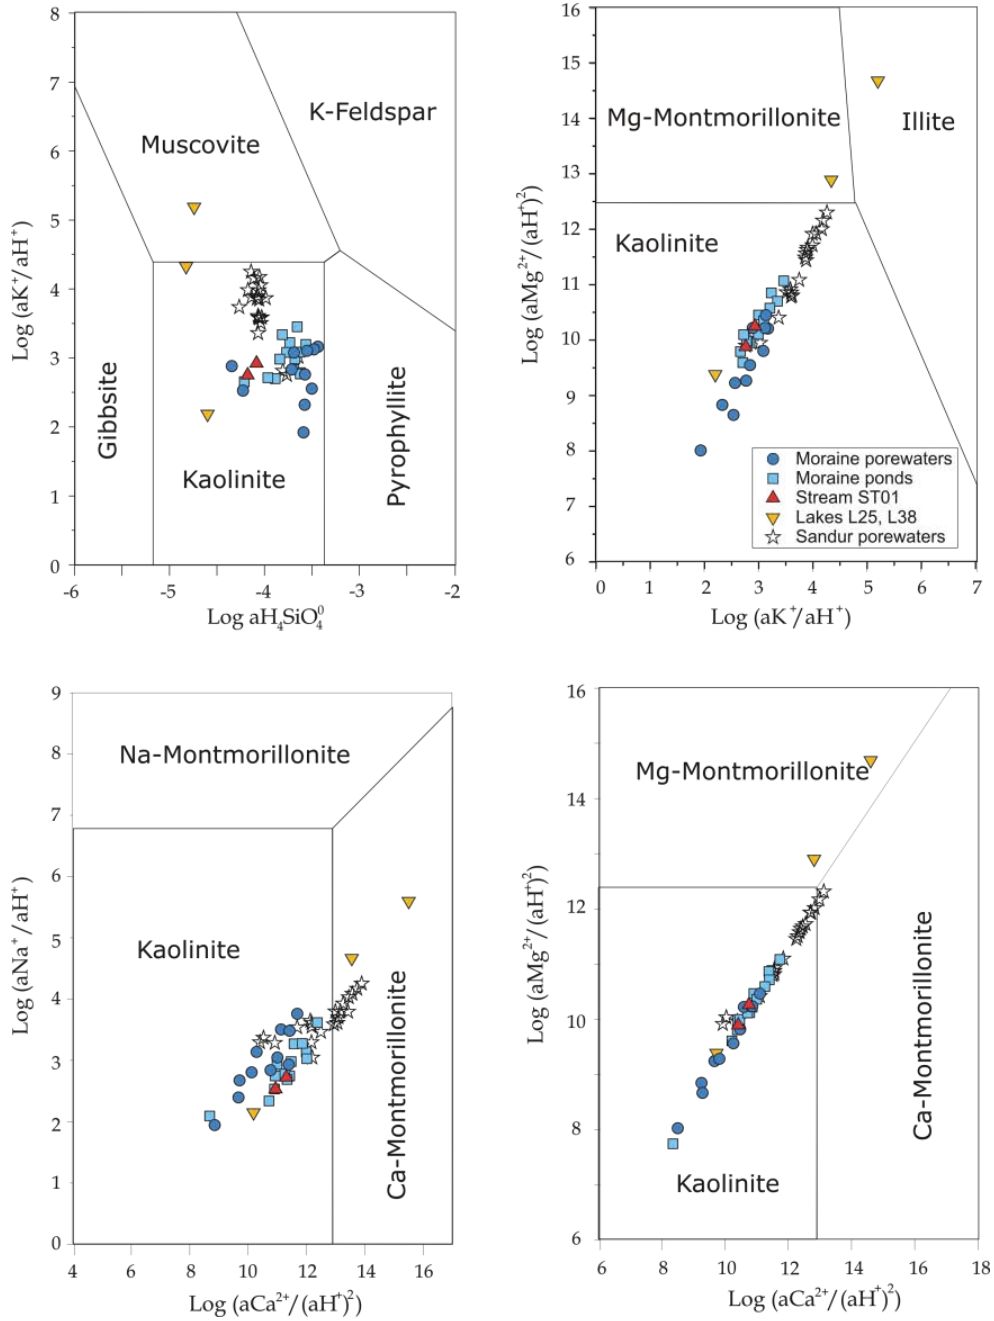 8
7
6
5
4
3
2
1
0
-6
-5
-4
-3
-2
Log (aK⁺/aH⁺)
Log aH₄SiO₄⁰
Muscovite
K-Feldspar
Gibbsite
Kaolinite
Pyrophyllite
16
15
14
13
12
11
10
9
8
7
6
0
1
2
3
4
5
6
7
Log (aMg²⁺/(aH⁺)²)
Log (aK⁺/aH⁺)
Mg-Montmorillonite
Illite
Kaolinite
Moraine porewaters
Moraine ponds
Stream ST01
Lakes L25, L38
Sandur porewaters
9
8
7
6
5
4
3
2
1
0
4
6
8
10
12
14
16
Log (aNa⁺/aH⁺)
Log (aCa²⁺/(aH⁺)²)
Na-Montmorillonite
Kaolinite
Ca-Montmorillonite
16
14
12
10
8
6
6
8
10
12
14
16
18
Log (aMg²⁺/(aH⁺)²)
Log (aCa²⁺/(aH⁺)²)
Mg-Montmorillonite
Ca-Montmorillonite
Kaolinite